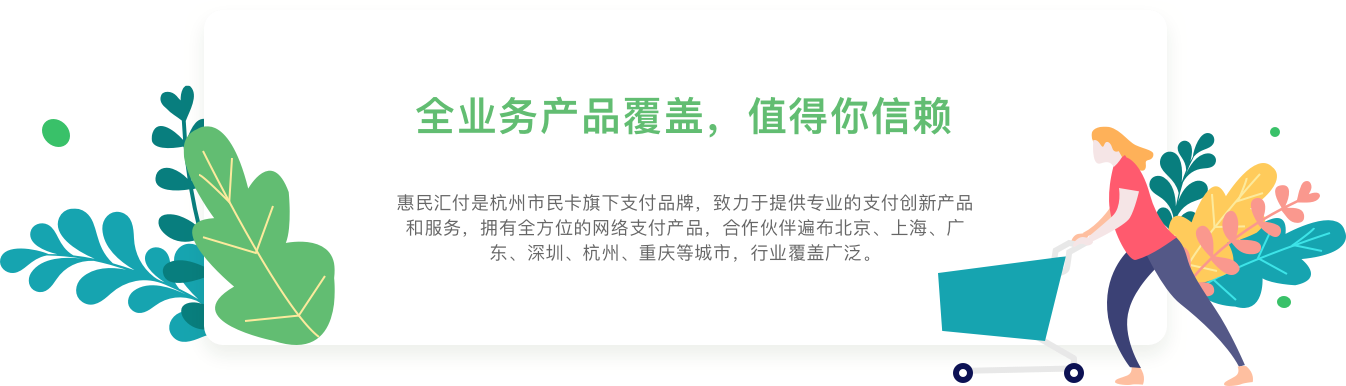 全业务产品覆盖，值得你信赖
惠民汇付是杭州市民卡旗下支付品牌，致力于提供专业的支付创新产品
和服务，拥有全方位的网络支付产品，合作伙伴遍布北京、上海、广
东、深圳、杭州、重庆等城市，行业覆盖广泛。